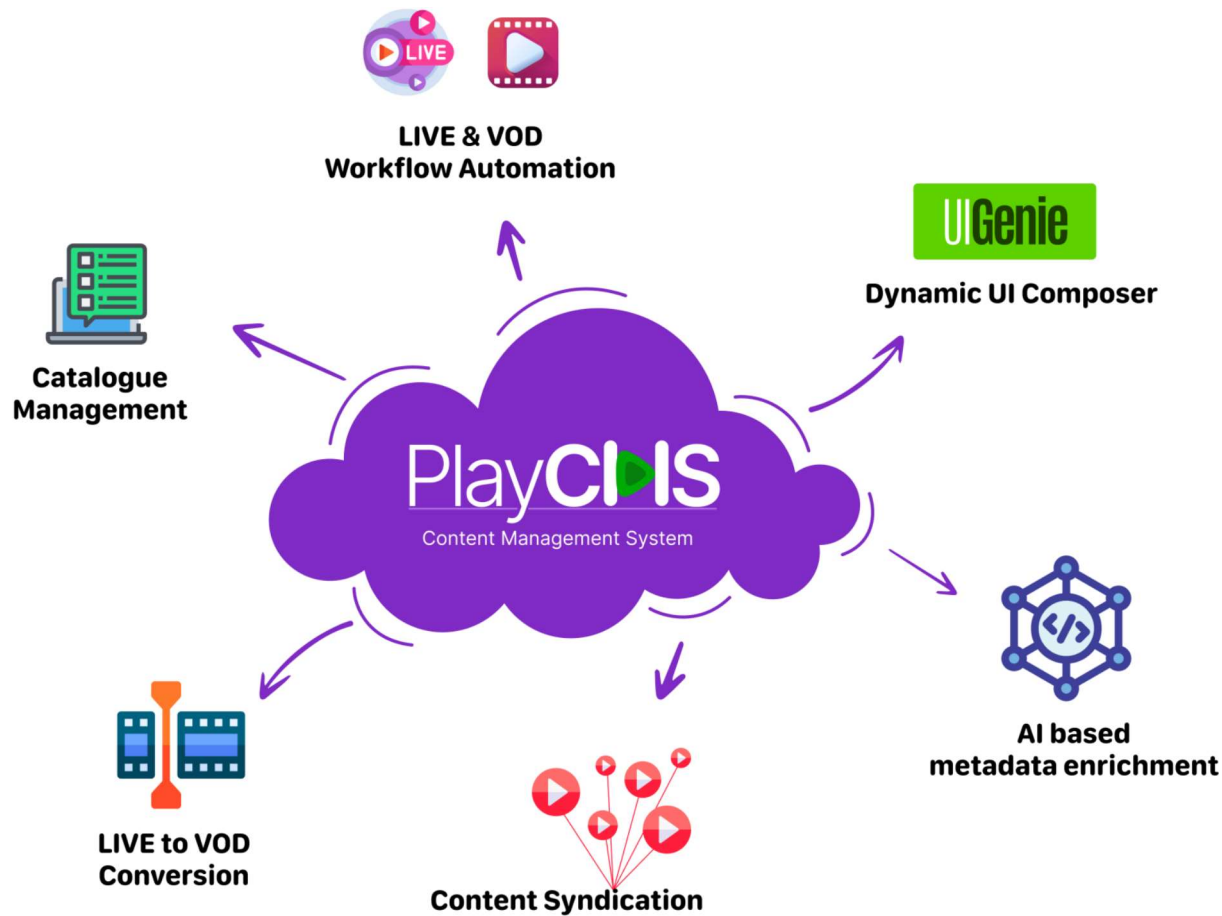 LIVE
LIVE & VOD
Workflow Automation
UIGenie
Dynamic UI Composer
Catalogue
Management
PlayCMS
Content Management System
AI based
metadata enrichment
LIVE to VOD
Conversion
Content Syndication